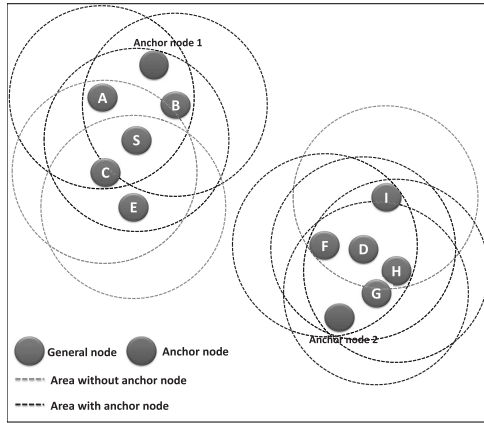 Anchor node 1
A
B
S
C
E
I
F
D
H
G
Anchor node 2
General node
Anchor node
Area without anchor node
Area with anchor node